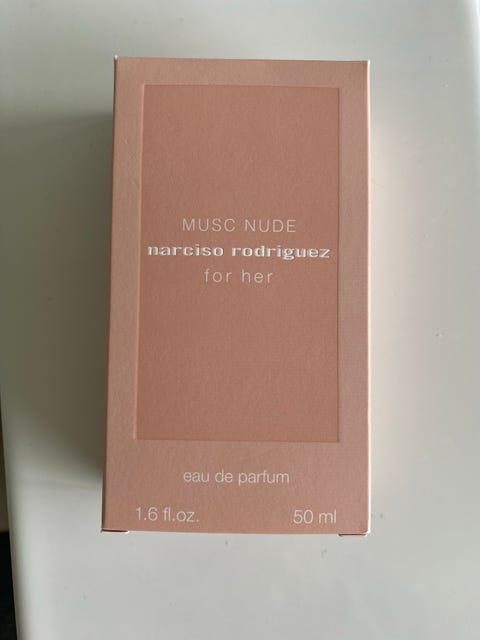 MUSC NUDE
narciso rodriguez
for her
eau de parfum
1.6 fl.oz. 50 ml